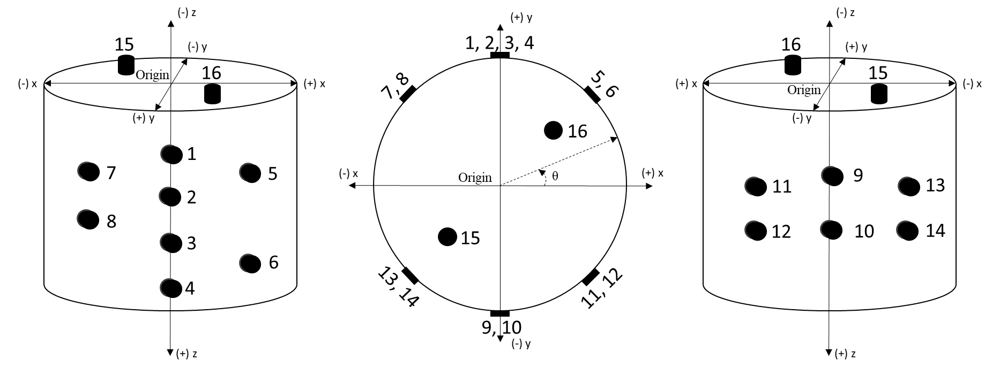 (-) z
15
(-) y
16
Origin
(-) x
(+) x
(+) y
1
7
5
2
8
3
6
4
(+) z
(+) y
1, 2, 3, 4
7, 8
5, 6
16
(-) x
Origin
θ
(+) x
15
13, 14
11, 12
9, 10
(-) y
(-) z
16
(+) y
15
(+) x
Origin
(-) x
(-) y
9
11
13
12
10
14
(+) z